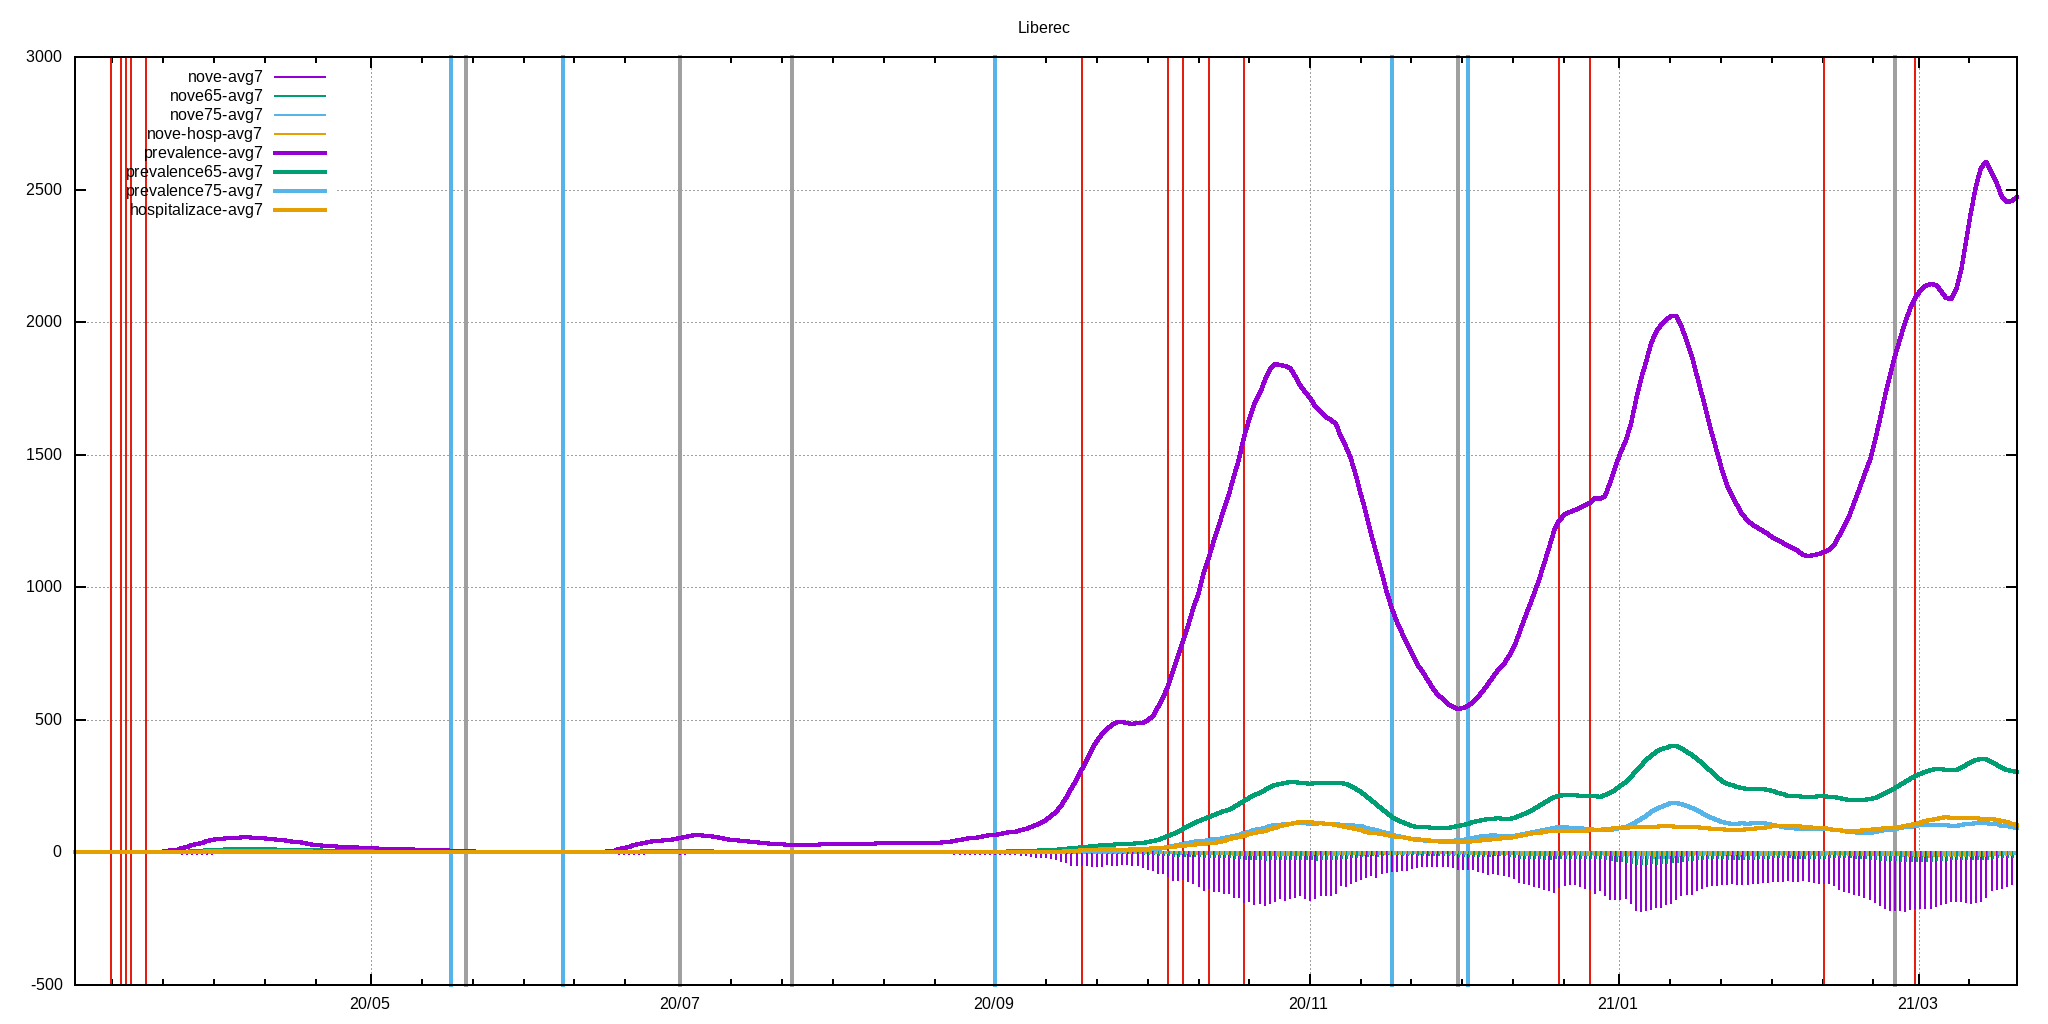 Liberec
3000
2500
2000
1500
1000
500
0
-500
nove-avg7
nove65-avg7
nove75-avg7
nove-hosp-avg7
prevalence-avg7
prevalence65-avg7
prevalence75-avg7
hospitalizace-avg7
20/05
20/07
20/09
20/11
21/01
21/03